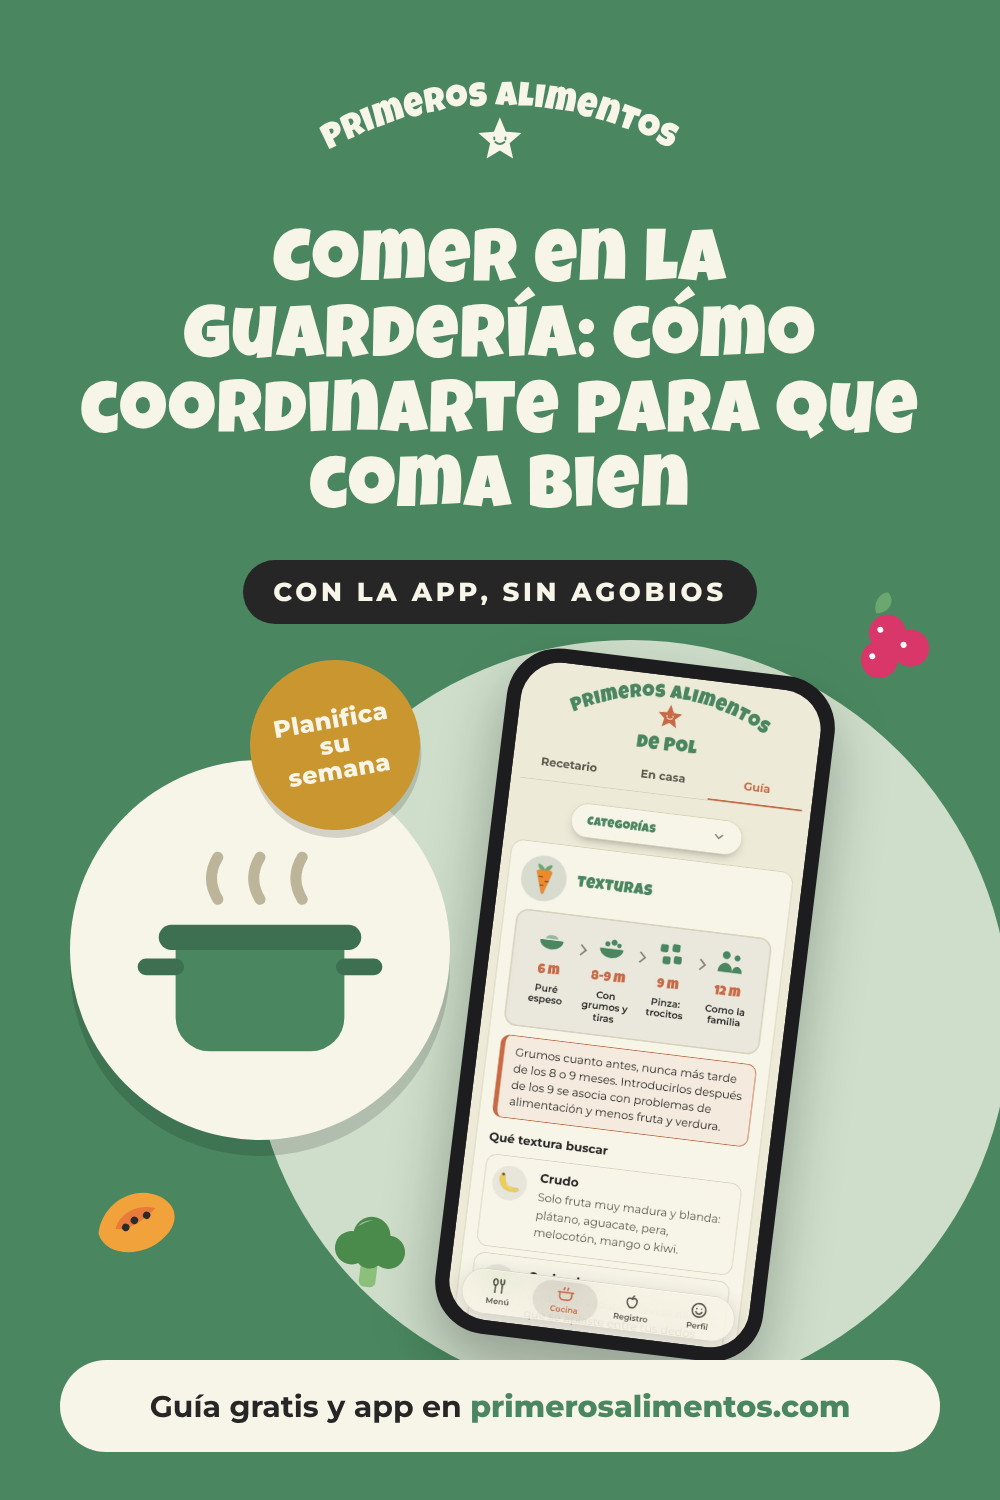 PRIMEROS ALIMENTOS
COMER EN LA
GUARDERÍA: CÓMO
COORDINARTE PARA QUE
COMA BIEN
CON LA APP, SIN AGOBIOS
Planifica
su
semana
PRIMEROS ALIMENTOS
DE POL
Recetario
En casa
Guía
CATEGORÍAS
TEXTURAS
6 m
8-9 m
9 m
12 m
Puré
espeso
Con
grumos y
tiras
Pinza:
trocitos
Como la
familia
Grumos cuanto antes, nunca más tarde
de los 8 o 9 meses. Introducirlos después
de los 9 se asocia con problemas de
alimentación y menos fruta y verdura.
Qué textura buscar
Crudo
Solo fruta muy madura y blanda:
plátano, aguacate, pera,
melocotón, mango o kiwi.
Menú
Cocina
Registro
Perfil
Guía gratis y app en primerosalimentos.com